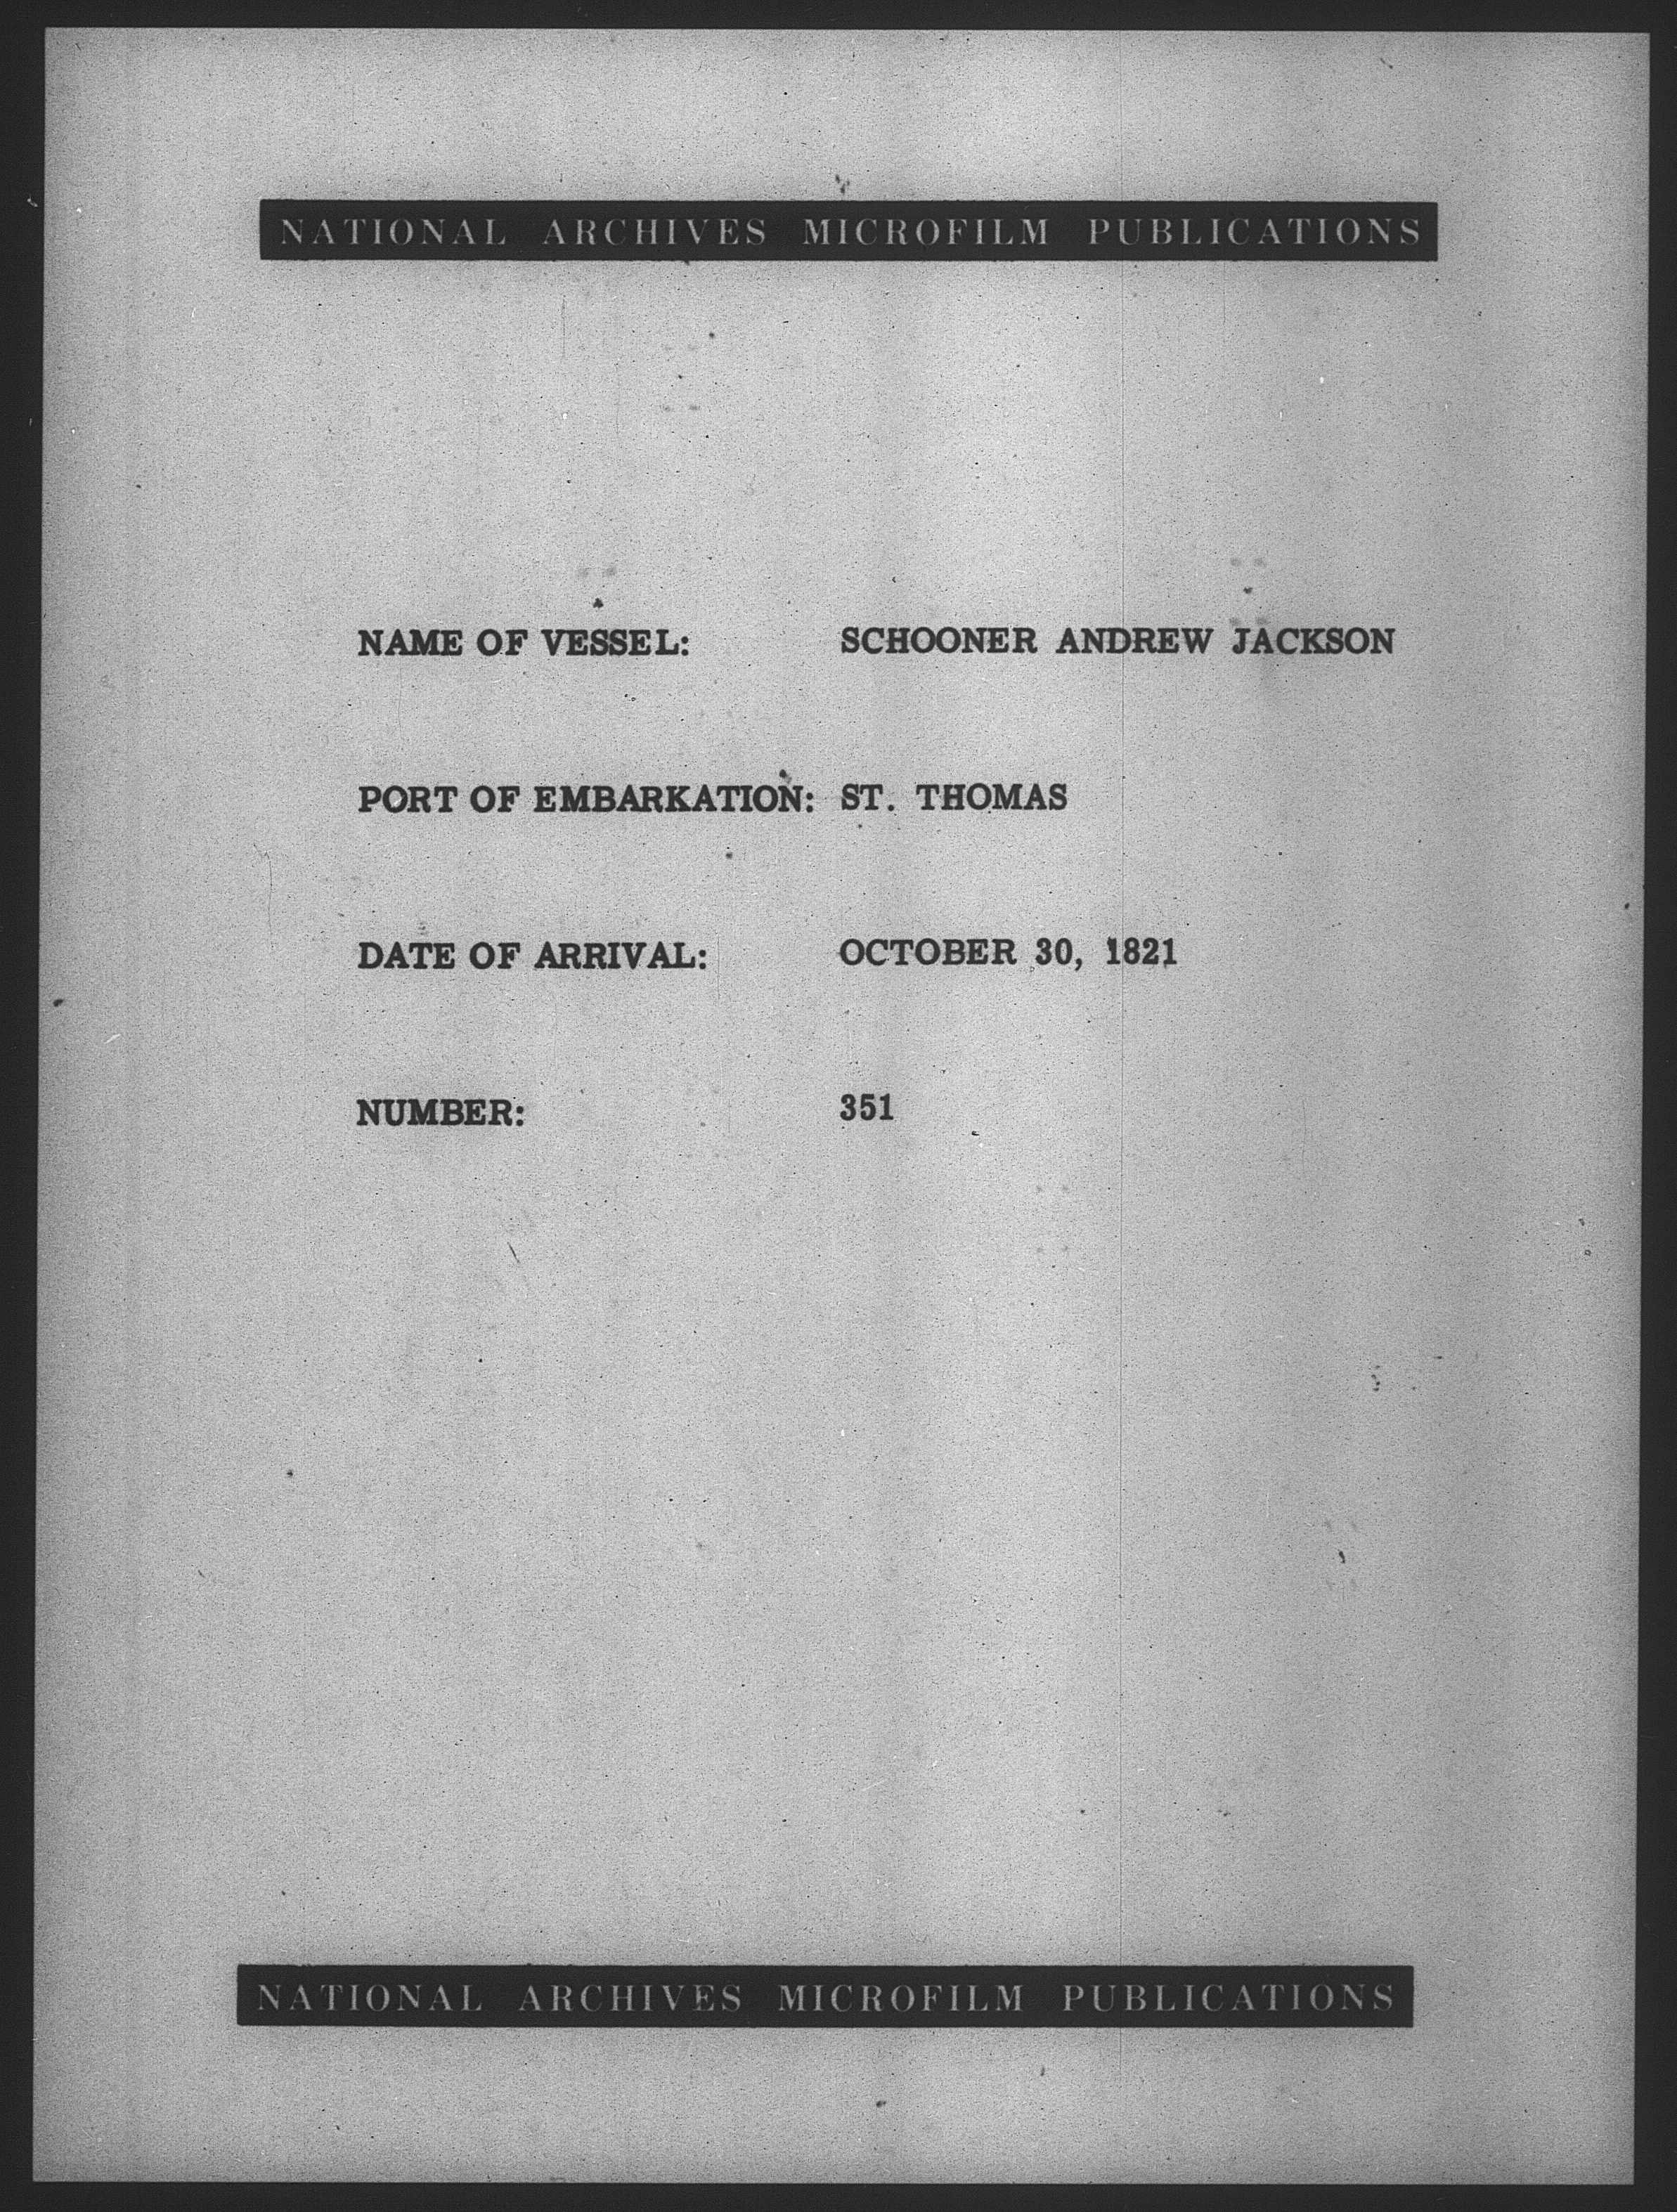 NATIONAL ARCHIVES MICROFILM PUBLICATIONS
NAME OF VESSEL: SCHOONER ANDREW JACKSON
PORT OF EMBARKATION: ST. THOMAS
DATE OF ARRIVAL: OCTOBER 30, 1821
NUMBER: 351
NATIONAL ARCHIVES MICROFILM PUBLICATIONS